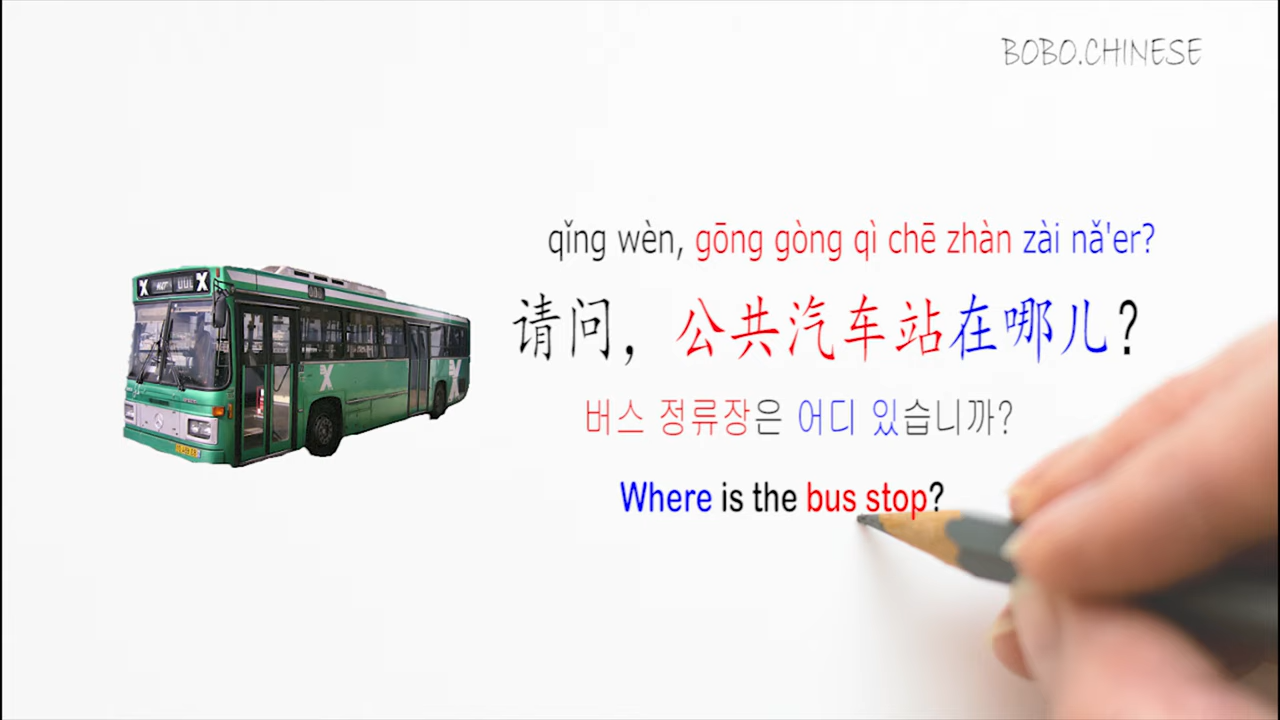 BOBO.CHINESE
qǐng wèn, gōng gòng qì chē zhàn zài nǎ'er?
请问，公共汽车站在哪儿？
버스 정류장은 어디 있습니까?
Where is the bus stop?